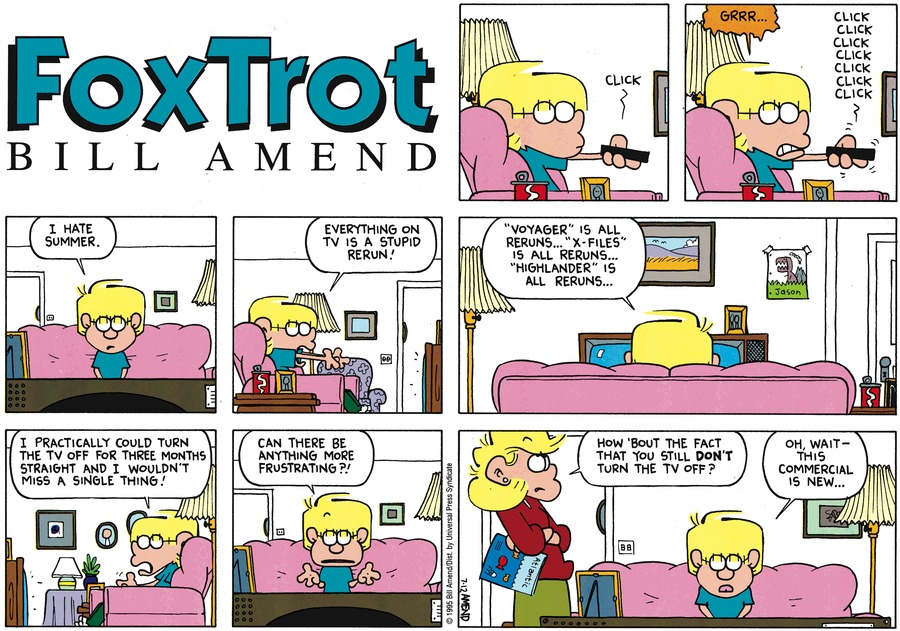 FoxTrot
BILL AMEND
CLICK
GRRR...
CLICK
CLICK
CLICK
CLICK
CLICK
CLICK
CLICK
I HATE
SUMMER.
EVERYTHING ON
TV IS A STUPID
RERUN!
"VOYAGER" IS ALL
RERUNS... "X-FILES"
IS ALL RERUNS...
"HIGHLANDER" IS
ALL RERUNS...
Jason
I PRACTICALLY COULD TURN
THE TV OFF FOR THREE MONTHS
STRAIGHT AND I WOULDN'T
MISS A SINGLE THING!
CAN THERE BE
ANYTHING MORE
FRUSTRATING?!
© 1995 Bill Amend/Dist. by Universal Press Syndicate
7-12 AMEND
HOW 'BOUT THE FACT
THAT YOU STILL DON'T
TURN THE TV OFF?
Atlantic
OH, WAIT—
THIS
COMMERCIAL
IS NEW...